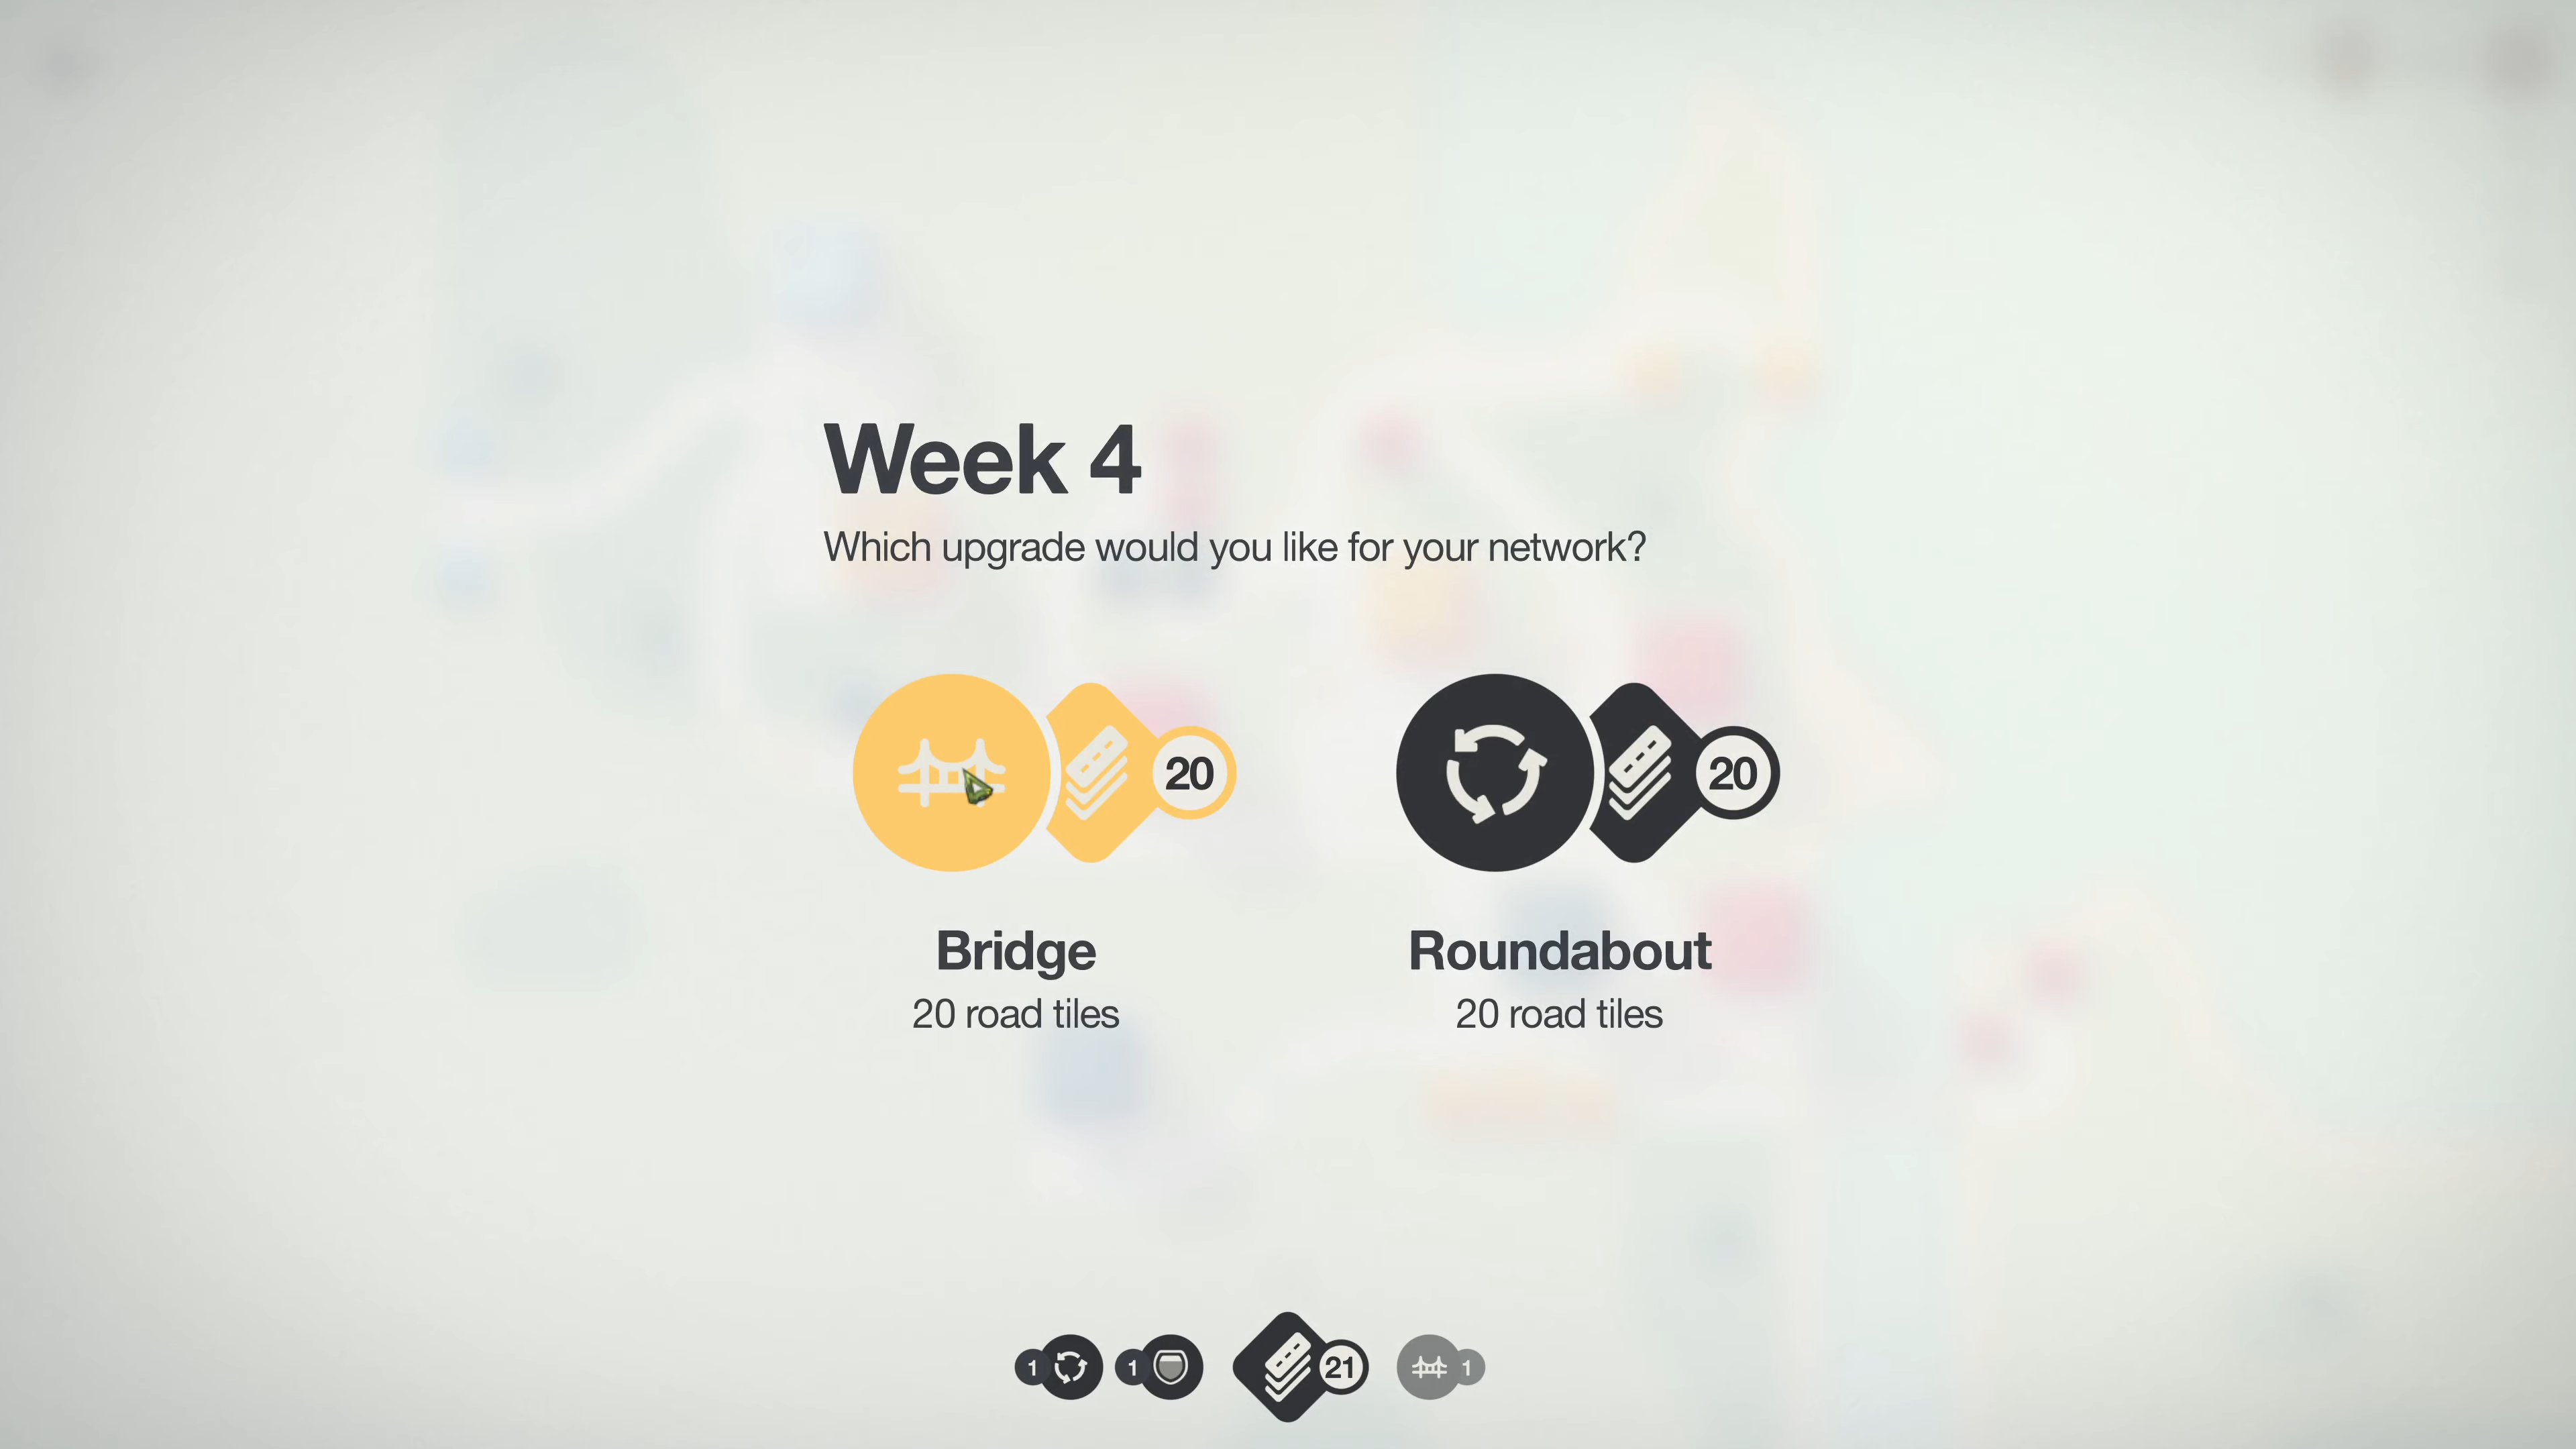 Week 4
Which upgrade would you like for your network?
20
20
Bridge
Roundabout
20 road tiles
20 road tiles
1
1
21
1